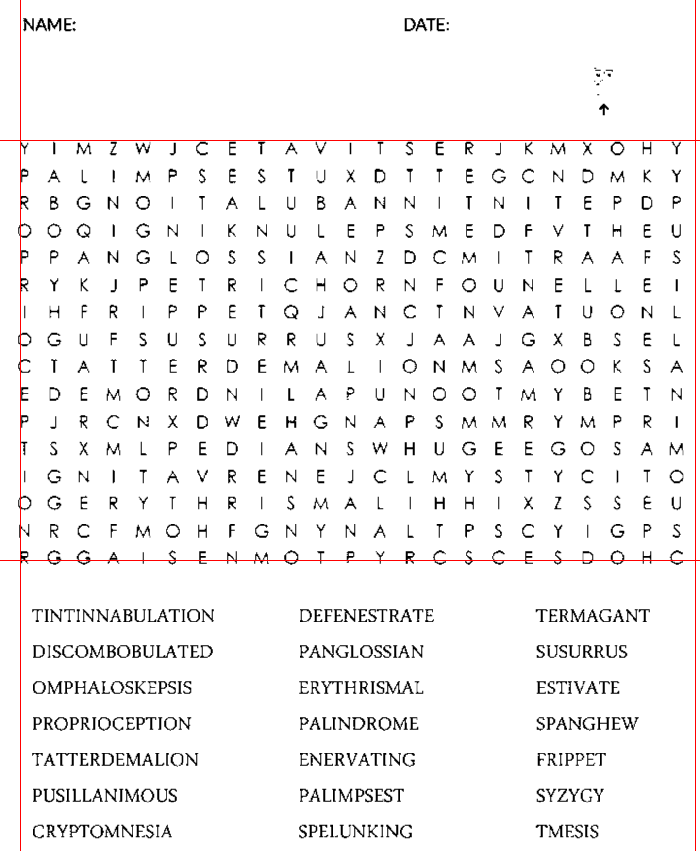 NAME: DATE:
Y I M Z W J C E T A V I T S E R J K M X O H Y
P A L I M P S E S T U X D T T E G C N D M K Y
R B G N O I T A L U B A N N I T N I T E P D P
O O Q I G N I K N U L E P S M E D F V T H E U
P P A N G L O S S I A N Z D C M I T R A A F S
R Y K J P E T R I C H O R N F O U N E L L E I
I H F R I P P E T Q J A N C T N V A T U O N L
O G U F S U S U R R U S X J A A J G X B S E L
C T A T T E R D E M A L I O N M S A O O K S A
E D E M O R D N I L A P U N O O T M Y B E T N
P J R C N X D W E H G N A P S M M R Y M P R I
T S X M L P E D I A N S W H U G E E G O S A M
I G N I T A V R E N E J C L M Y S T Y C I T O
O G E R Y T H R I S M A L I H H I X Z S S E U
N R C F M O H F G N Y N A L T P S C Y I G P S
R G G A I S E N M O T P Y R C S C E S D O H C
TINTINNABULATION DEFENESTRATE TERMAGANT
DISCOMBOBULATED PANGLOSSIAN SUSURRUS
OMPHALOSKEPSIS ERYTHRISMAL ESTIVATE
PROPRIOCEPTION PALINDROME SPANGHEW
TATTERDEMALION ENERVATING FRIPPET
PUSILLANIMOUS PALIMPSEST SYZYGY
CRYPTOMNESIA SPELUNKING TMESIS